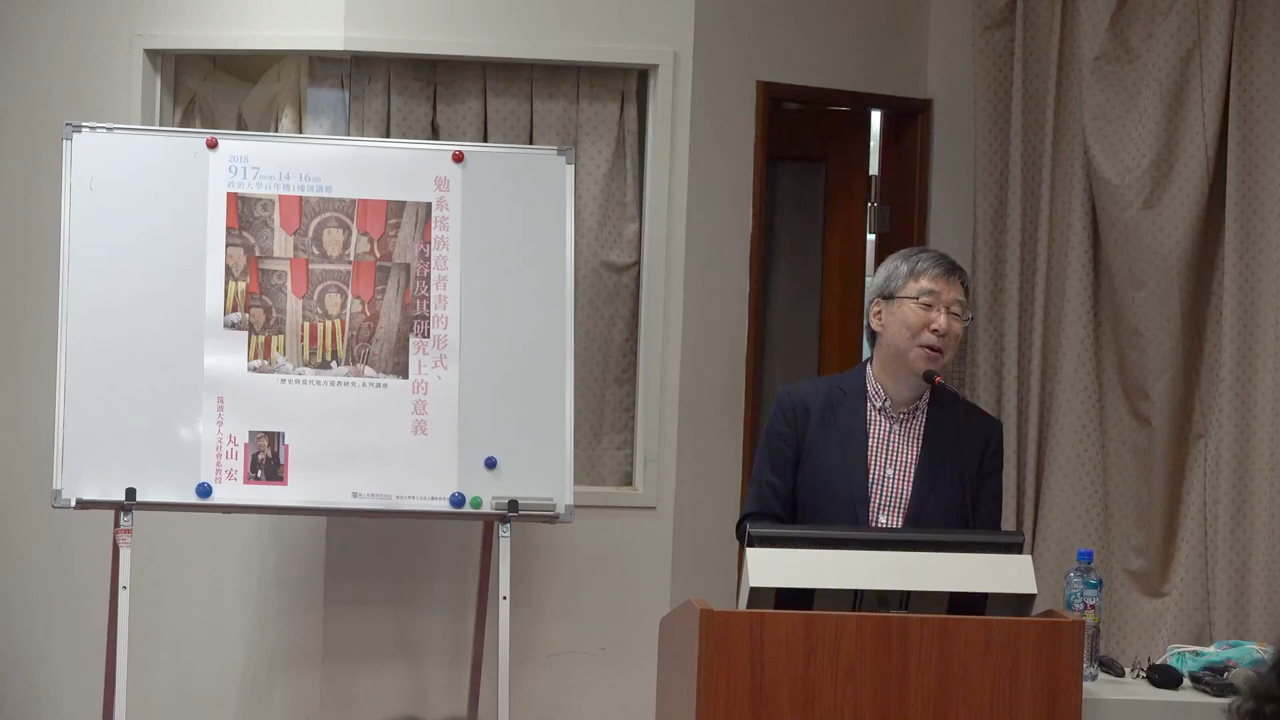 2018
917 mon 14-16:00
政治大學百年樓1樓演講廳
勉系瑤族意者書的形式、
內容及其研究上的意義
「歷史與當代地方道教研究」系列講座
筑波大學人文社會系教授
丸山 宏